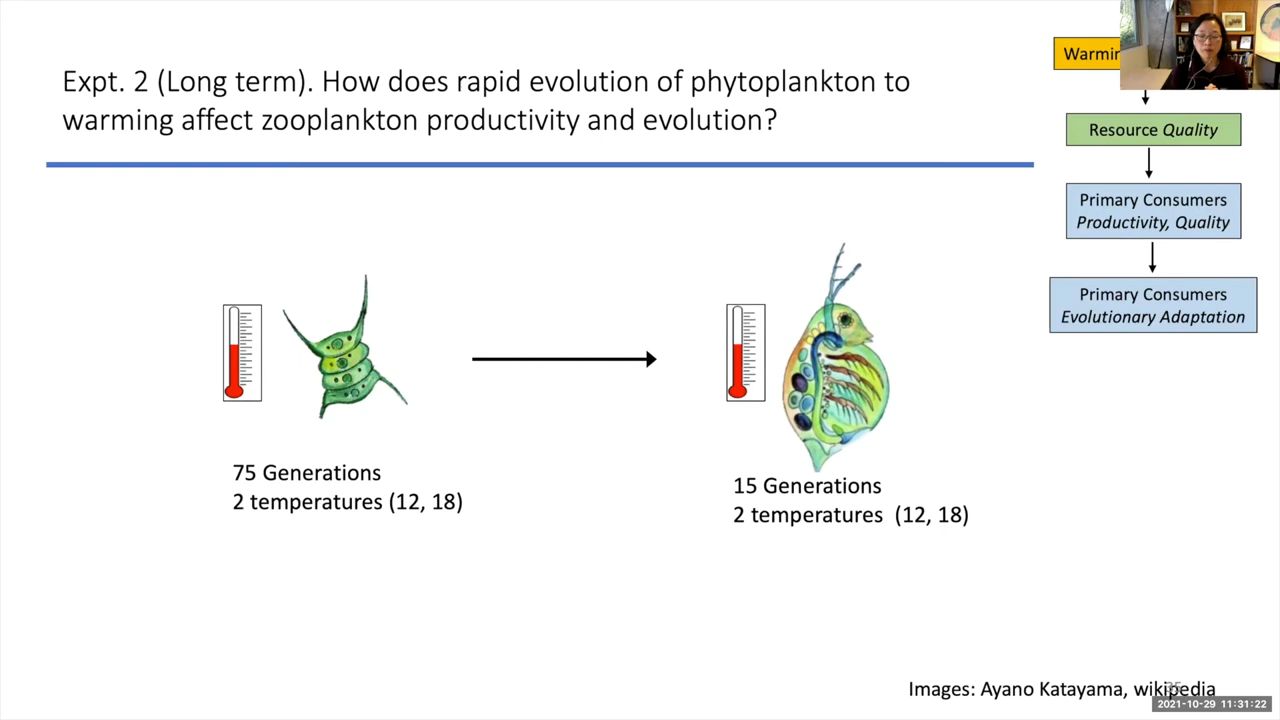 Expt. 2 (Long term). How does rapid evolution of phytoplankton to
warming affect zooplankton productivity and evolution?
Resource Quality
Primary Consumers
Productivity, Quality
Primary Consumers
Evolutionary Adaptation
75 Generations
2 temperatures (12, 18)
15 Generations
2 temperatures (12, 18)
Images: Ayano Katayama, wikipedia
2021-10-29 11:31:22